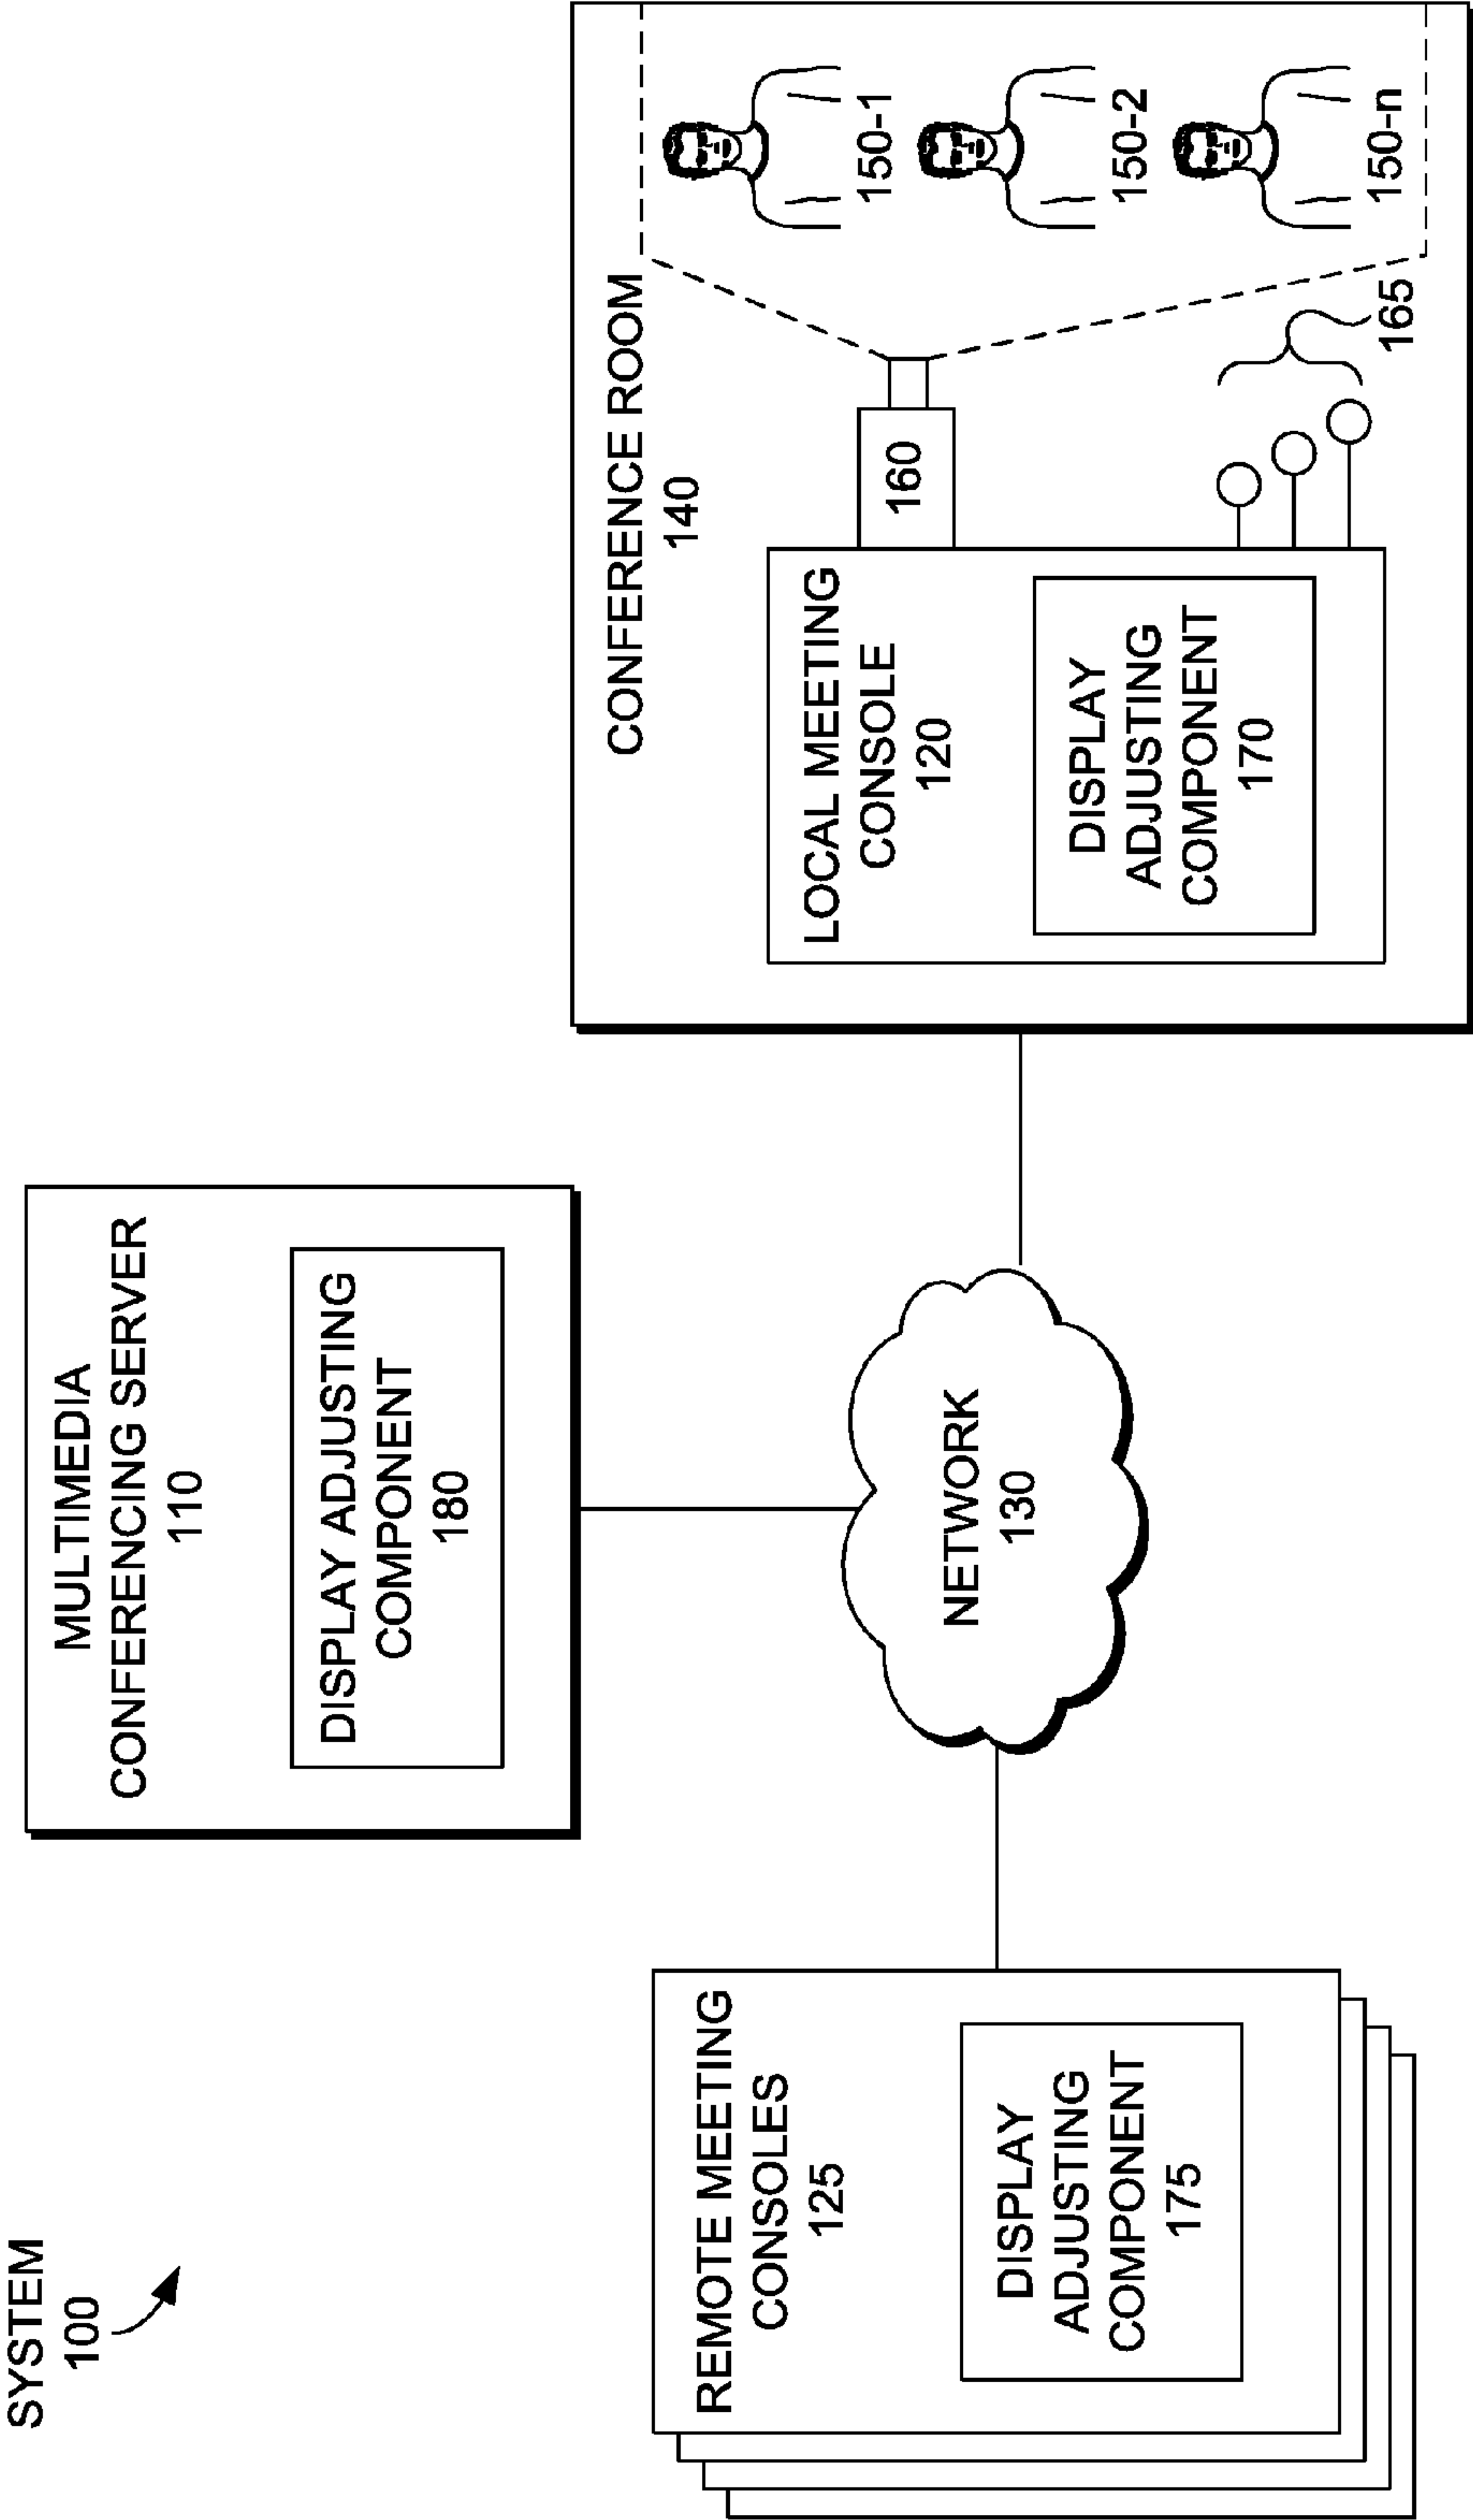 SYSTEM
100
MULTIMEDIA
CONFERENCING SERVER
110
DISPLAY ADJUSTING
COMPONENT
180
REMOTE MEETING
CONSOLES
125
DISPLAY
ADJUSTING
COMPONENT
175
NETWORK
130
CONFERENCE ROOM
140
LOCAL MEETING
CONSOLE
120
DISPLAY
ADJUSTING
COMPONENT
170
160
165
150-1
150-2
150-n